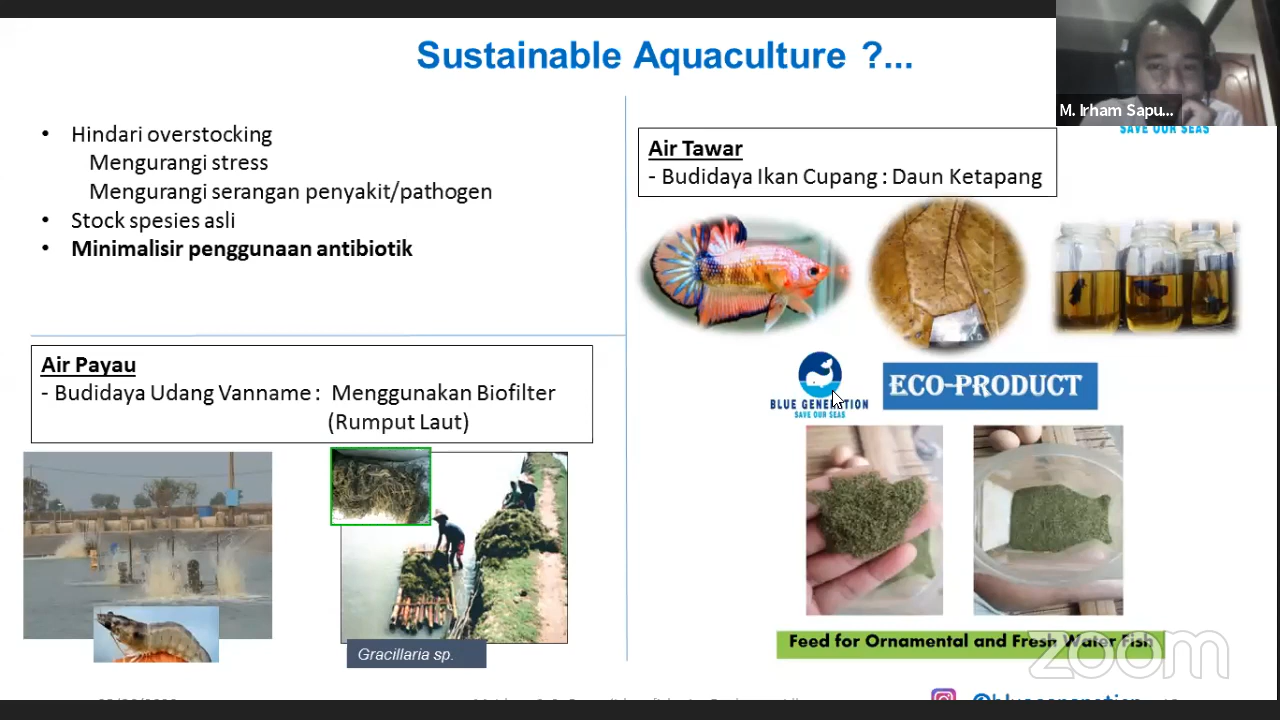 Sustainable Aquaculture ?...
M. Irham Sapu...
SAVE OUR SEAS
• Hindari overstocking
Mengurangi stress
Mengurangi serangan penyakit/pathogen
• Stock spesies asli
• Minimalisir penggunaan antibiotik
Air Tawar
- Budidaya Ikan Cupang : Daun Ketapang
Air Payau
- Budidaya Udang Vanname : Menggunakan Biofilter
(Rumput Laut)
Gracillaria sp.
BLUE GENERATION
SAVE OUR SEAS
ECO-PRODUCT
Feed for Ornamental and Fresh Water Fish
zoom